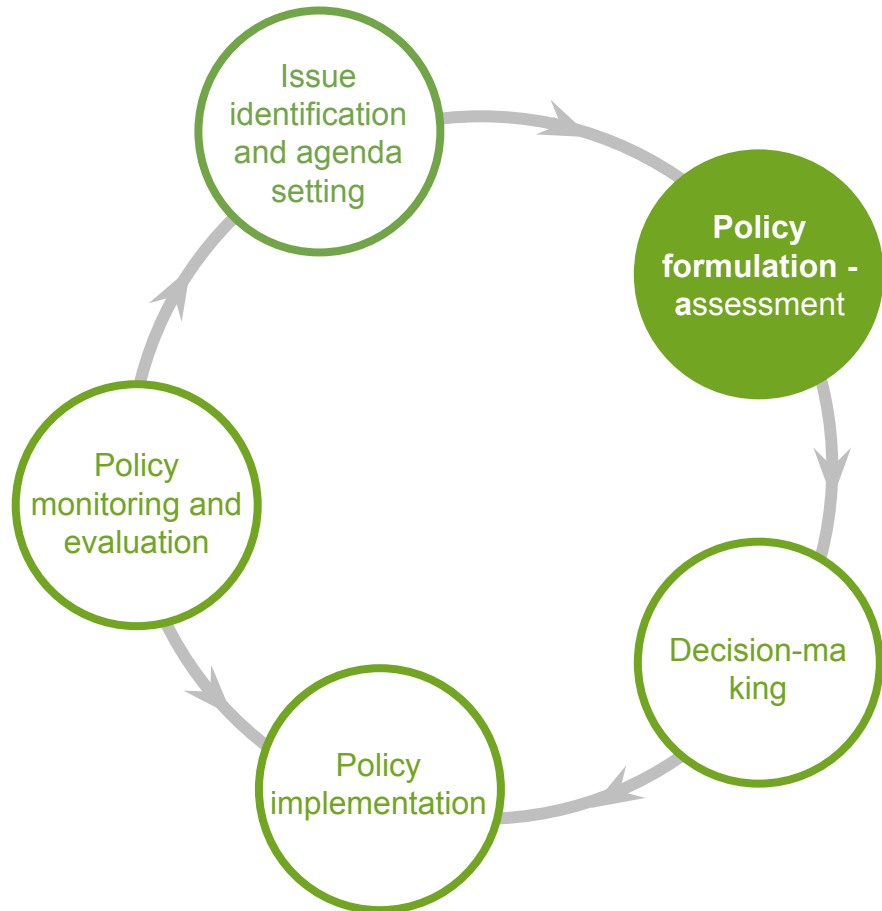 Issue
identification
and agenda
setting
Policy
formulation -
assessment
Decision-ma
king
Policy
implementation
Policy
monitoring and
evaluation